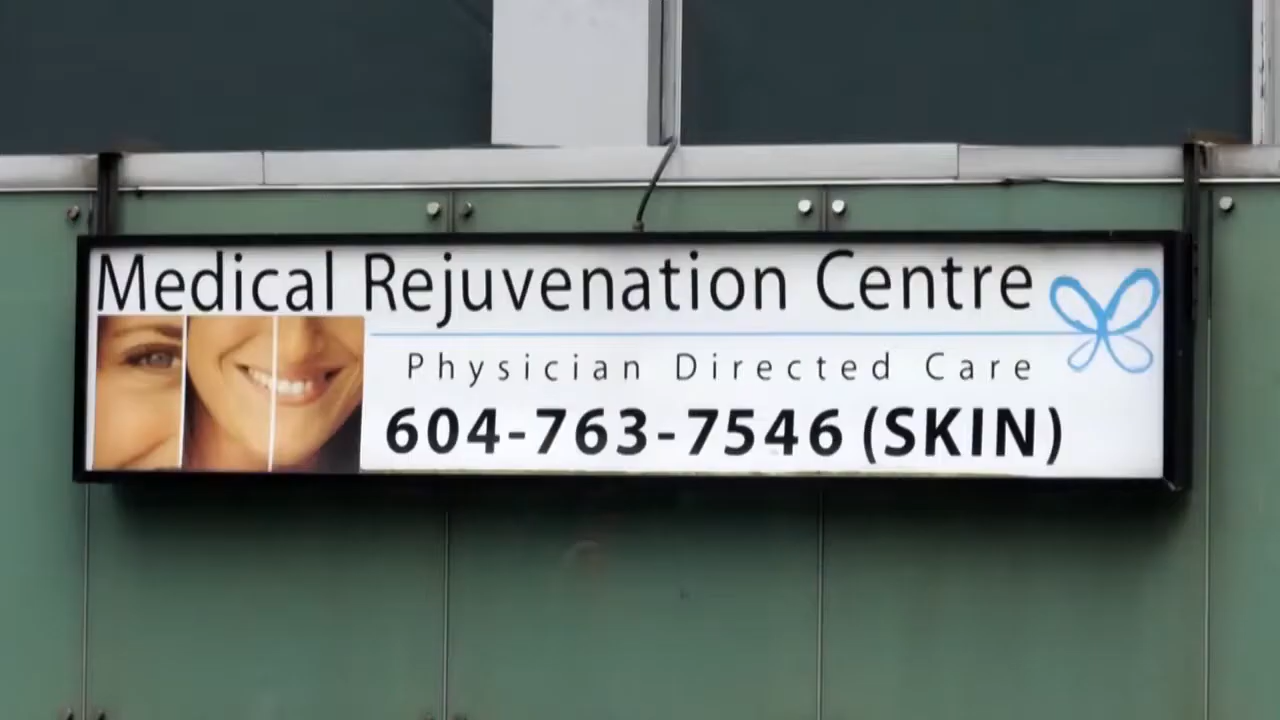 Medical Rejuvenation Centre
Physician Directed Care
604-763-7546 (SKIN)